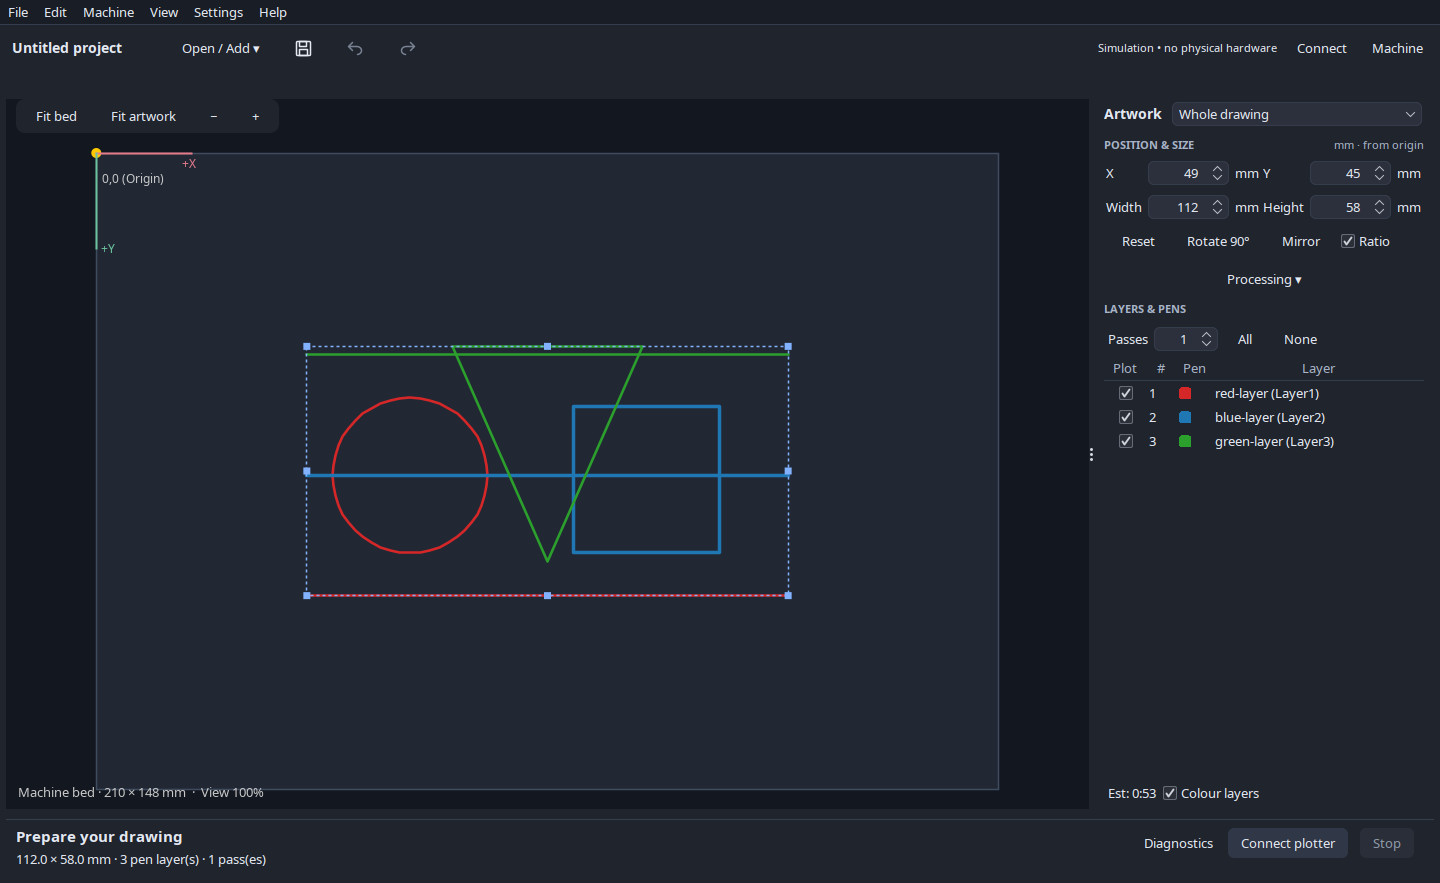 File Edit Machine View Settings Help
Untitled project Open / Add ▾ Simulation • no physical hardware Connect Machine
Fit bed Fit artwork − +
Artwork Whole drawing
POSITION & SIZE mm · from origin
X 49 mm Y 45 mm
Width 112 mm Height 58 mm
Reset Rotate 90° Mirror Ratio
Processing ▾
LAYERS & PENS
Passes 1 All None
Plot # Pen Layer
1 red-layer (Layer1)
2 blue-layer (Layer2)
3 green-layer (Layer3)
+X
0,0 (Origin)
+Y
Machine bed · 210 × 148 mm · View 100%
Est: 0:53 Colour layers
Prepare your drawing
112.0 × 58.0 mm · 3 pen layer(s) · 1 pass(es)
Diagnostics Connect plotter Stop